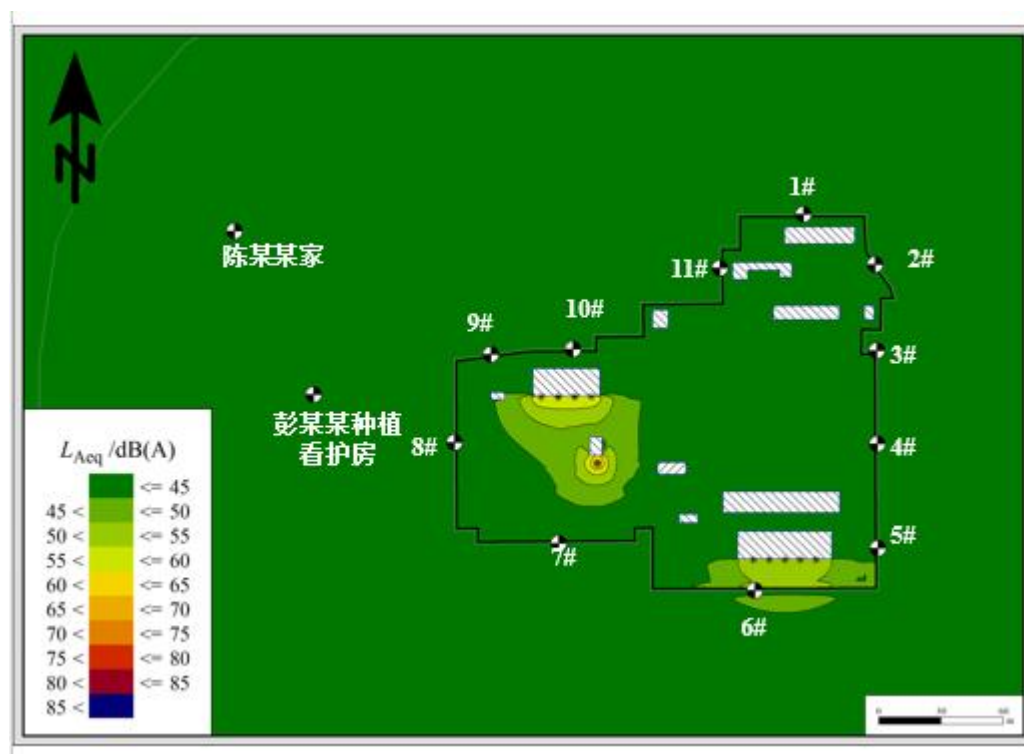 N
1#
陈某某家
11#
2#
10#
9#
3#
彭某某种植
看护房
8#
4#
5#
7#
6#
LAeq /dB(A)
<= 45
45 < <= 50
50 < <= 55
55 < <= 60
60 < <= 65
65 < <= 70
70 < <= 75
75 < <= 80
80 < <= 85
85 <